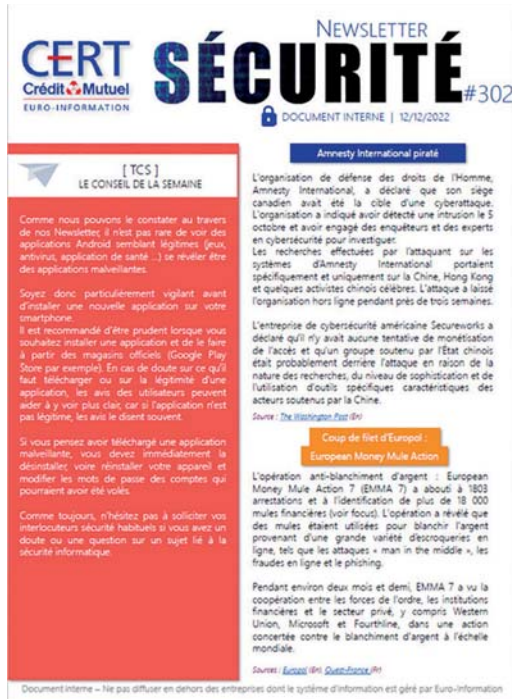 CERT
Crédit Mutuel
EURO-INFORMATION
NEWSLETTER
SÉCURITÉ #302
DOCUMENT INTERNE | 12/12/2022
[ TCS ]
LE CONSEIL DE LA SEMAINE
Comme nous pouvons le constater au travers
de nos Newsletter, il n'est pas rare de voir des
applications Android semblant légitimes (jeux,
antivirus, application de santé ...) se révéler être
des applications malveillantes.
Soyez donc particulièrement vigilant avant
d'installer une nouvelle application sur votre
smartphone.
Il est recommandé d'être prudent lorsque vous
souhaitez installer une application et de le faire
à partir des magasins officiels (Google Play
Store par exemple). En cas de doute sur ce qu'il
faut télécharger ou sur la légitimité d'une
application, les avis des utilisateurs peuvent
aider à y voir plus clair, car si l'application n'est
pas légitime, les avis le disent souvent.
Si vous pensez avoir téléchargé une application
malveillante, vous devez immédiatement la
désinstaller, voire réinstaller votre appareil et
modifier les mots de passe des comptes qui
pourraient avoir été volés.
Comme toujours, n'hésitez pas à solliciter vos
interlocuteurs sécurité habituels si vous avez un
doute ou une question sur un sujet lié à la
sécurité informatique.
Amnesty International piraté
L'organisation de défense des droits de l'Homme,
Amnesty International, a déclaré que son siège
canadien avait été la cible d'une cyberattaque.
L'organisation a indiqué avoir détecté une intrusion le 5
octobre et avoir engagé des enquêteurs et des experts
en cybersécurité pour investiguer.
Les recherches effectuées par l'attaquant sur les
systèmes d'Amnesty International portaient
spécifiquement et uniquement sur la Chine, Hong Kong
et quelques activistes chinois célèbres. L'attaque a laissé
l'organisation hors ligne pendant près de trois semaines.
L'entreprise de cybersécurité américaine Secureworks a
déclaré qu'il n'y avait aucune tentative de monétisation
de l'accès et qu'un groupe soutenu par l'État chinois
était probablement derrière l'attaque en raison de la
nature des recherches, du niveau de sophistication et de
l'utilisation d'outils spécifiques caractéristiques des
acteurs soutenus par la Chine.
Source : The Washington Post (En)
Coup de filet d'Europol :
European Money Mule Action
L'opération anti-blanchiment d'argent : European
Money Mule Action 7 (EMMA 7) a abouti à 1803
arrestations et à l'identification de plus de 18 000
mules financières (voir focus). L'opération a révélé que
des mules étaient utilisées pour blanchir l'argent
provenant d'une grande variété d'escroqueries en
ligne, tels que les attaques « man in the middle », les
fraudes en ligne et le phishing.
Pendant environ deux mois et demi, EMMA 7 a vu la
coopération entre les forces de l'ordre, les institutions
financières et le secteur privé, y compris Western
Union, Microsoft et Fourthline, dans une action
concertée contre le blanchiment d'argent à l'échelle
mondiale.
Sources : Europol (En), Ouest-France (Fr)
Document interne – Ne pas diffuser en dehors des entreprises dont le système d'information est géré par Euro-Information